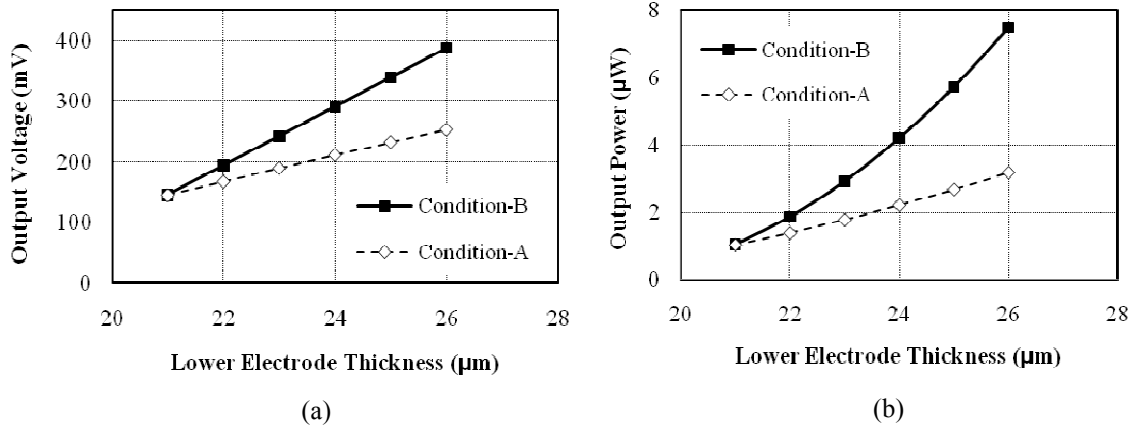 Output Voltage (mV)
400
300
200
100
0
Condition-B
Condition-A
20 22 24 26 28
Lower Electrode Thickness (μm)
(a)
Output Power (μW)
8
6
4
2
0
Condition-B
Condition-A
20 22 24 26 28
Lower Electrode Thickness (μm)
(b)